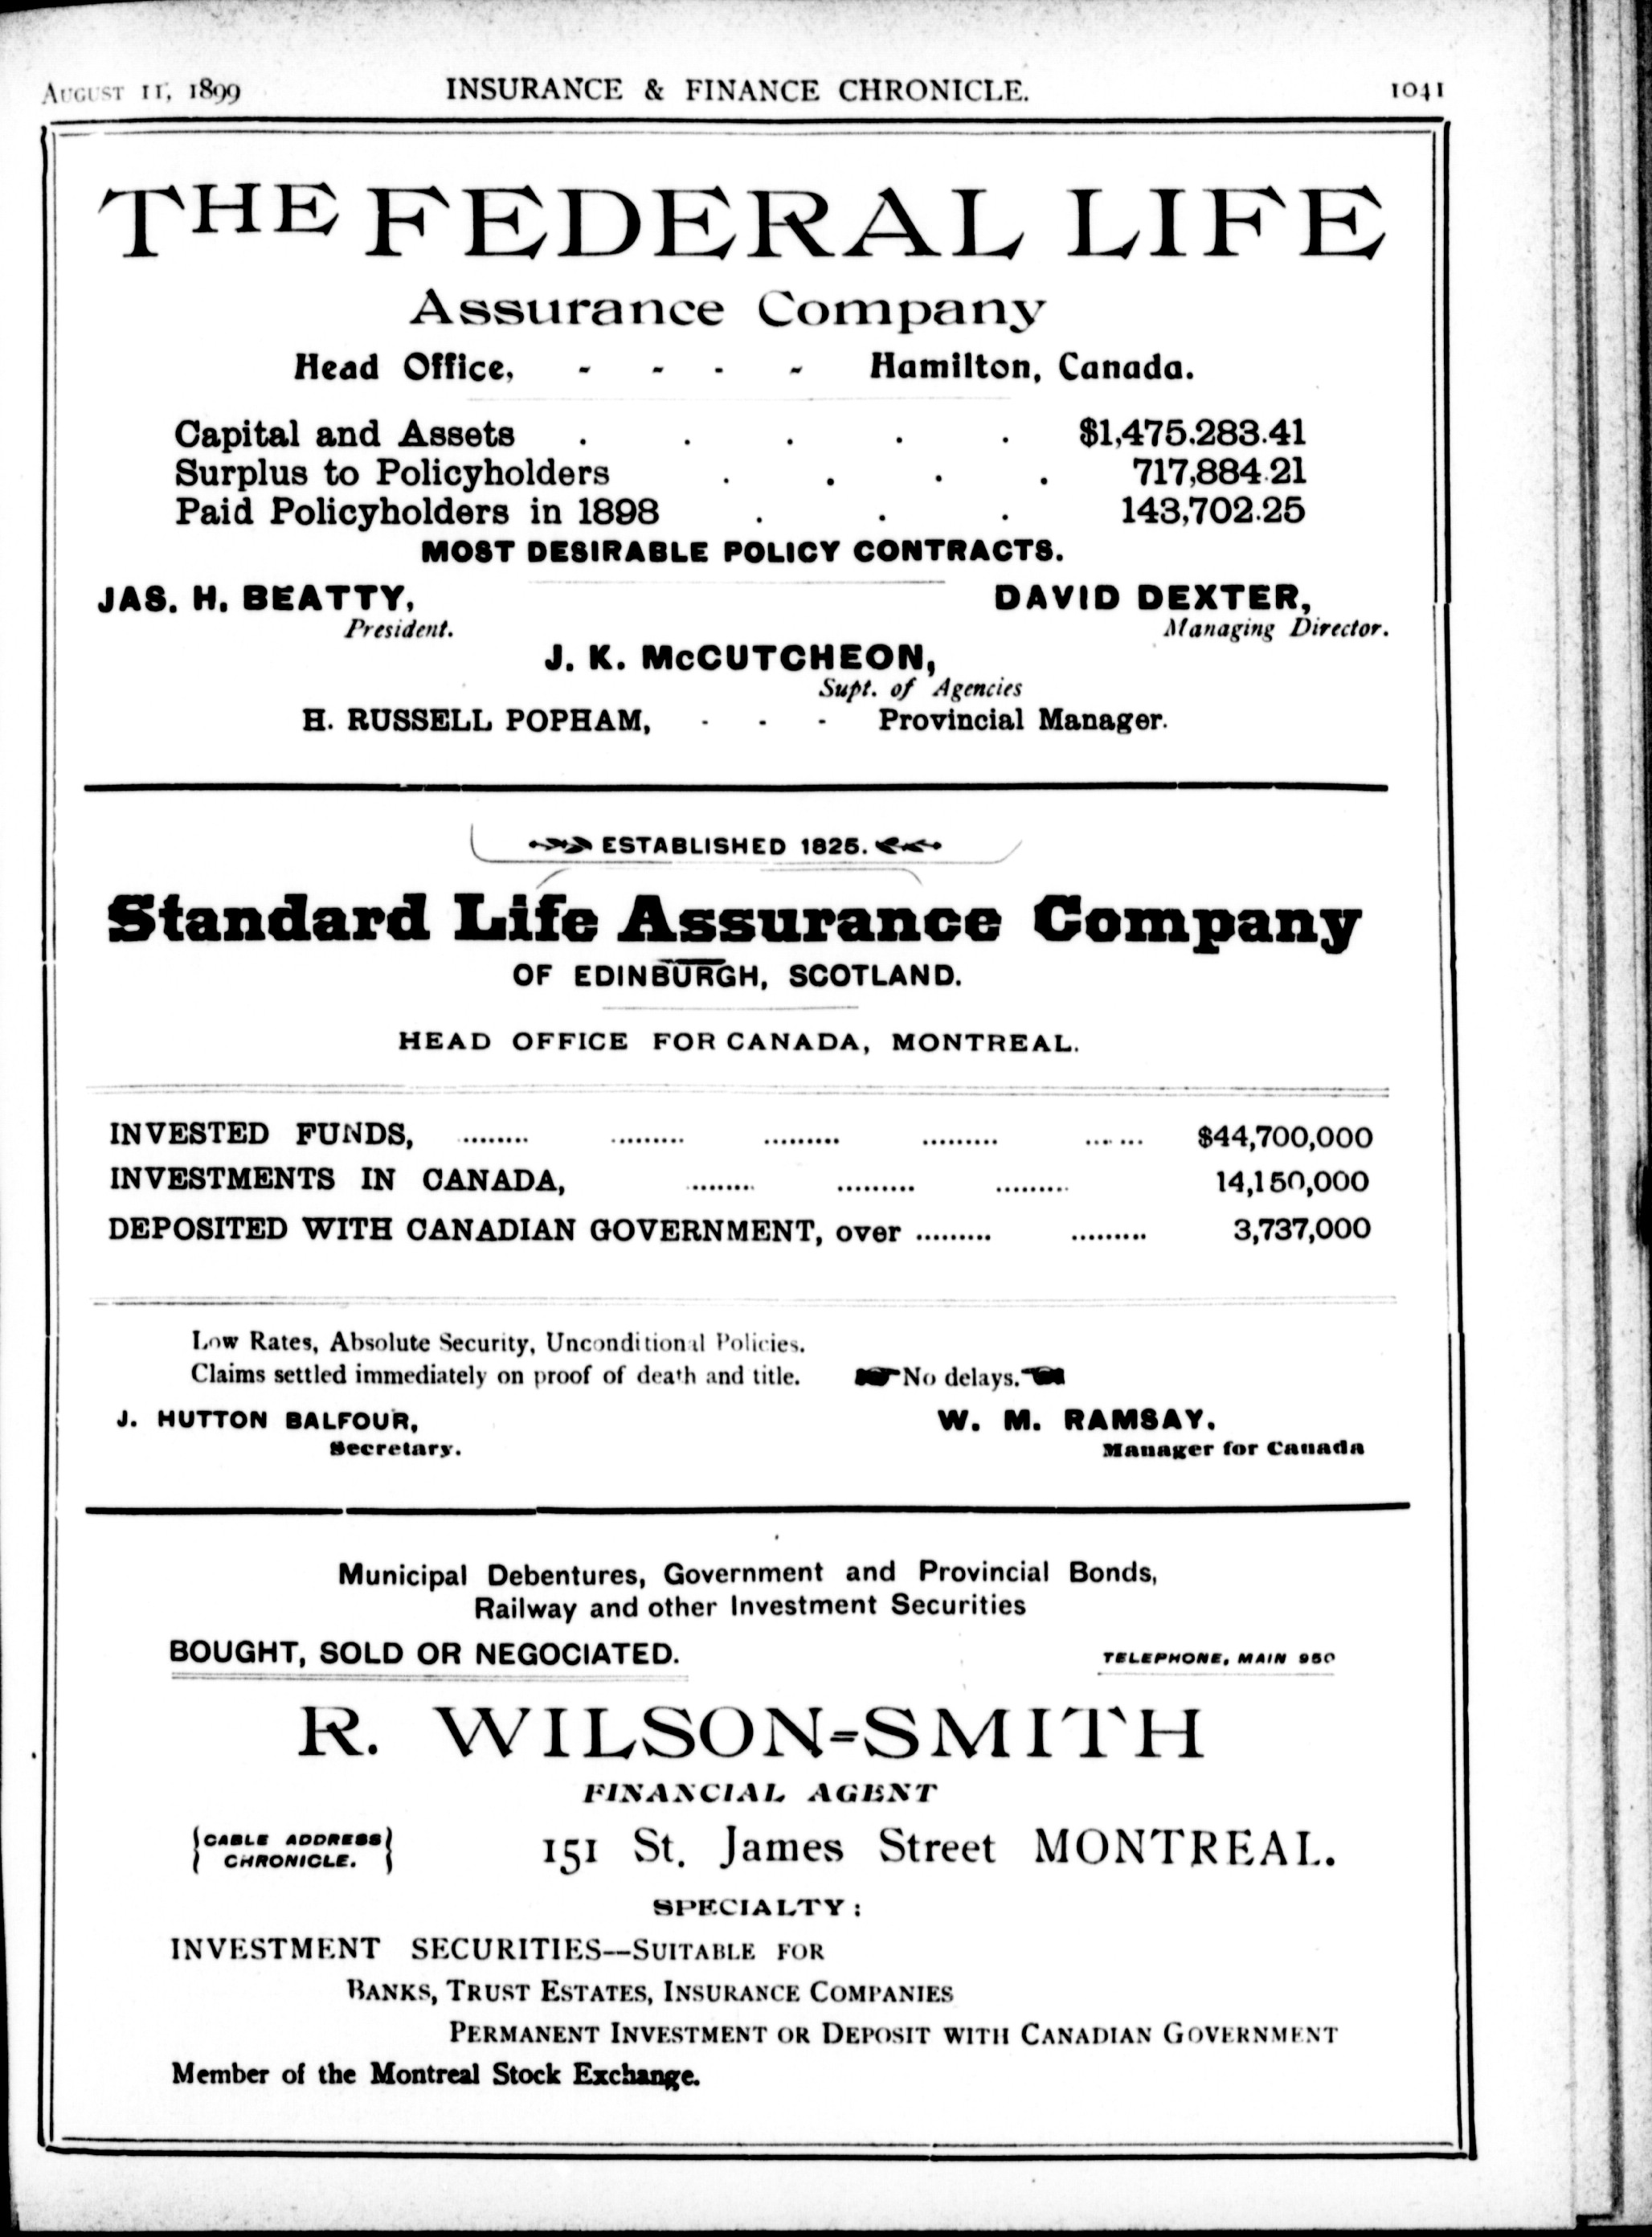 August 11, 1899 INSURANCE & FINANCE CHRONICLE. 1041
THE FEDERAL LIFE
Assurance Company
Head Office, - - - - Hamilton, Canada.
Capital and Assets . . . . . $1,475,283.41
Surplus to Policyholders . . . . 717,884.21
Paid Policyholders in 1898 . . . 143,702.25
MOST DESIRABLE POLICY CONTRACTS.
JAS. H. BEATTY, DAVID DEXTER,
President. Managing Director.
J. K. McCUTCHEON,
Supt. of Agencies
H. RUSSELL POPHAM, - - - Provincial Manager.
ESTABLISHED 1825.
Standard Life Assurance Company
OF EDINBURGH, SCOTLAND.
HEAD OFFICE FOR CANADA, MONTREAL.
INVESTED FUNDS, ......... ......... ......... ......... ...... $44,700,000
INVESTMENTS IN CANADA, ......... ......... ......... 14,150,000
DEPOSITED WITH CANADIAN GOVERNMENT, over ......... ......... 3,737,000
Low Rates, Absolute Security, Unconditional Policies.
Claims settled immediately on proof of death and title. No delays.
J. HUTTON BALFOUR, W. M. RAMSAY.
Secretary. Manager for Canada
Municipal Debentures, Government and Provincial Bonds,
Railway and other Investment Securities
BOUGHT, SOLD OR NEGOCIATED. TELEPHONE, MAIN 950
R. WILSON=SMITH
FINANCIAL AGENT
{CABLE ADDRESS
CHRONICLE.} 151 St. James Street MONTREAL.
SPECIALTY:
INVESTMENT SECURITIES—Suitable for
Banks, Trust Estates, Insurance Companies
Permanent Investment or Deposit with Canadian Government
Member of the Montreal Stock Exchange.